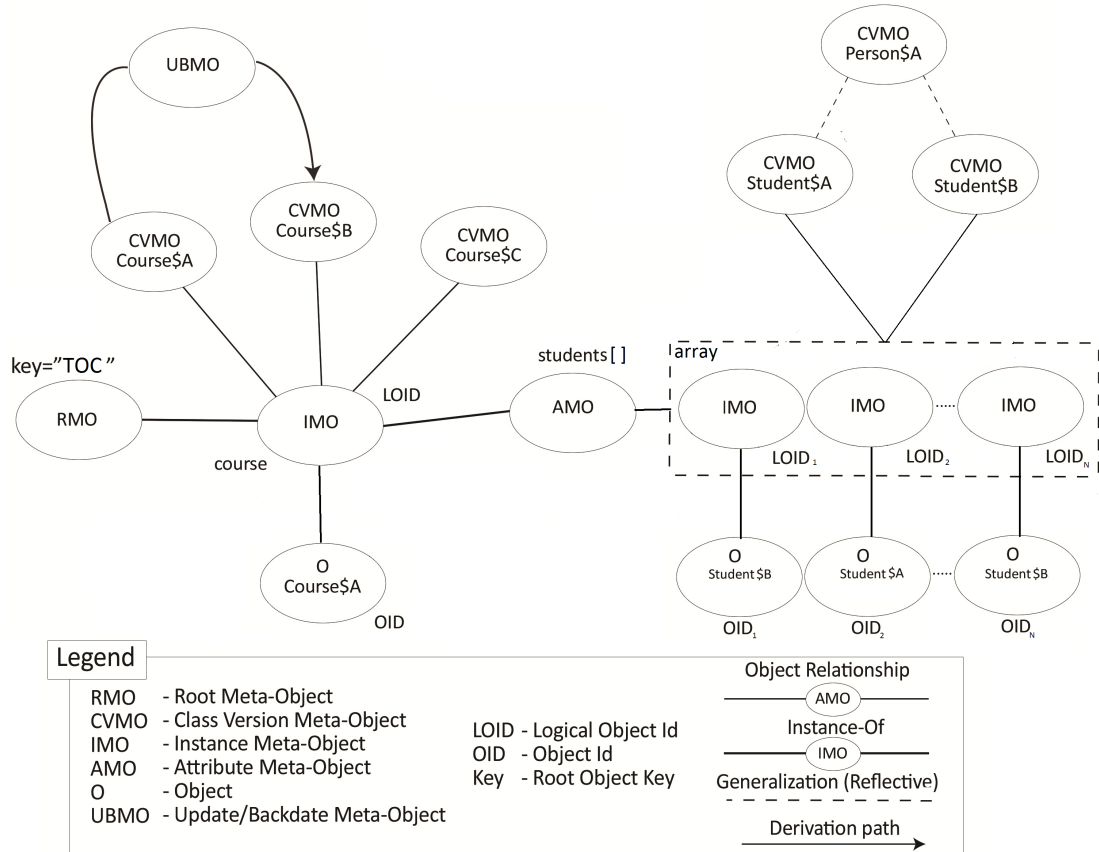 UBMO
CVMO
Person$A
CVMO
Student$A
CVMO
Student$B
CVMO
Course$A
CVMO
Course$B
CVMO
Course$C
key="TOC"
RMO
IMO
LOID
course
students[ ]
AMO
array
IMO
IMO
......
IMO
LOID1
LOID2
LOIDN
O
Course$A
OID
O
Student$B
O
Student$A
......
O
Student$B
OID1
OID2
OIDN
Legend
RMO - Root Meta-Object
CVMO - Class Version Meta-Object
IMO - Instance Meta-Object
AMO - Attribute Meta-Object
O - Object
UBMO - Update/Backdate Meta-Object
LOID - Logical Object Id
OID - Object Id
Key - Root Object Key
Object Relationship
AMO
Instance-Of
IMO
Generalization (Reflective)
Derivation path